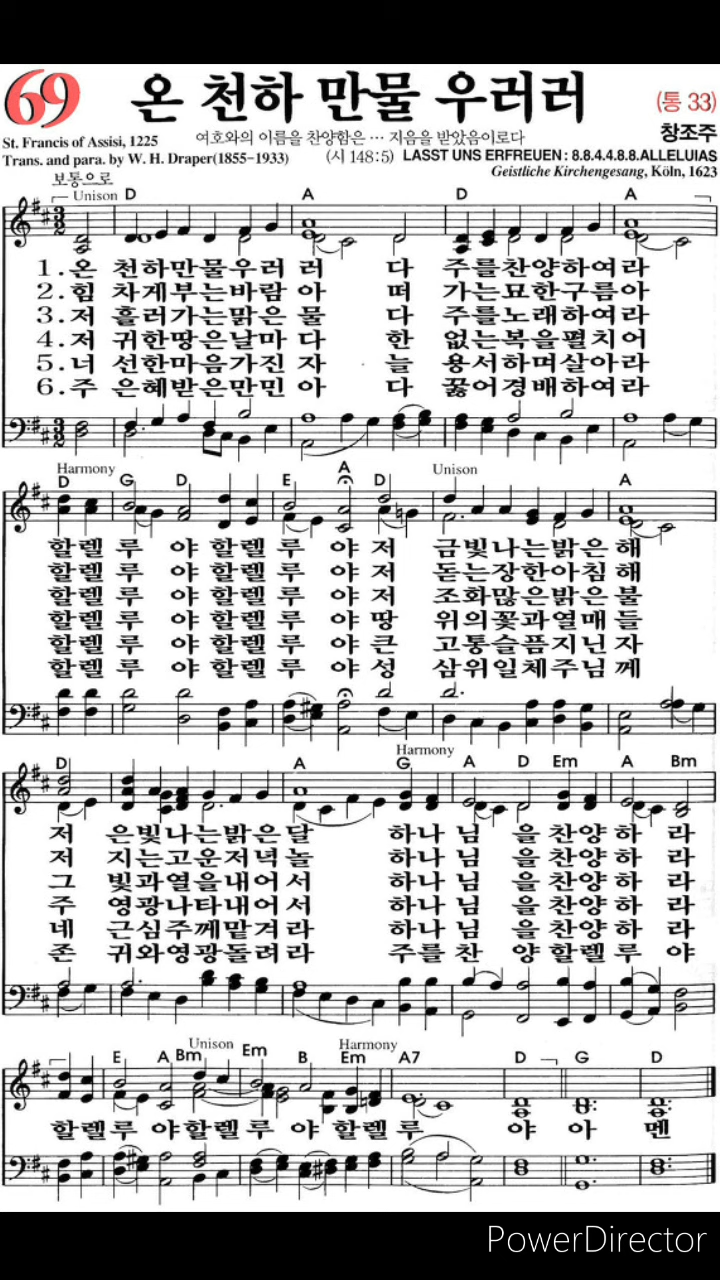 69 온 천하 만물 우러러 (통 33)
St. Francis of Assisi, 1225 여호와의 이름을 찬양함은 … 지음을 받았음이로다 창조주
Trans. and para. by W. H. Draper(1855-1933) (시 148:5) LASST UNS ERFREUEN : 8.8.4.4.8.8.ALLELUIAS
보통으로 Geistliche Kirchengesang, Köln, 1623
Unison D A D A
3 2
1.온 천하만물우러 러 다 주를찬양하여라
2.힘 차게부는바람 아 떠 가는묘한구름아
3.저 흘러가는맑은 물 다 주를노래하여라
4.저 귀한땅은날마 다 한 없는복을펼치어
5.너 선한마음가진 자 늘 용서하며살아라
6.주 은혜받은만민 아 다 꿇어경배하여라
3 2
Harmony Unison
D G D E A D A
할렐루 야 할렐루 야 저 금빛나는밝은 해
할렐루 야 할렐루 야 저 돋는장한아침 해
할렐루 야 할렐루 야 저 조화많은밝은 불
할렐루 야 할렐루 야 땅 위의꽃과열매 들
할렐루 야 할렐루 야 큰 고통슬픔지닌 자
할렐루 야 할렐루 야 성 삼위일체주님 께
Harmony
D A G A D Em A Bm
저 은빛나는밝은달 하나 님 을찬양 하 라
저 지는고운저녁놀 하나 님 을찬양 하 라
그 빛과열을내어서 하나 님 을찬양 하 라
주 영광나타내어서 하나 님 을찬양 하 라
네 근심주께맡겨라 하나 님 을찬양 하 라
존 귀와영광돌려라 주를 찬 양할렐 루 야
Unison Harmony
E A Bm Em B Em A7 D G D
할렐루 야할렐 루 야 할렐 루 야 아 멘
PowerDirector